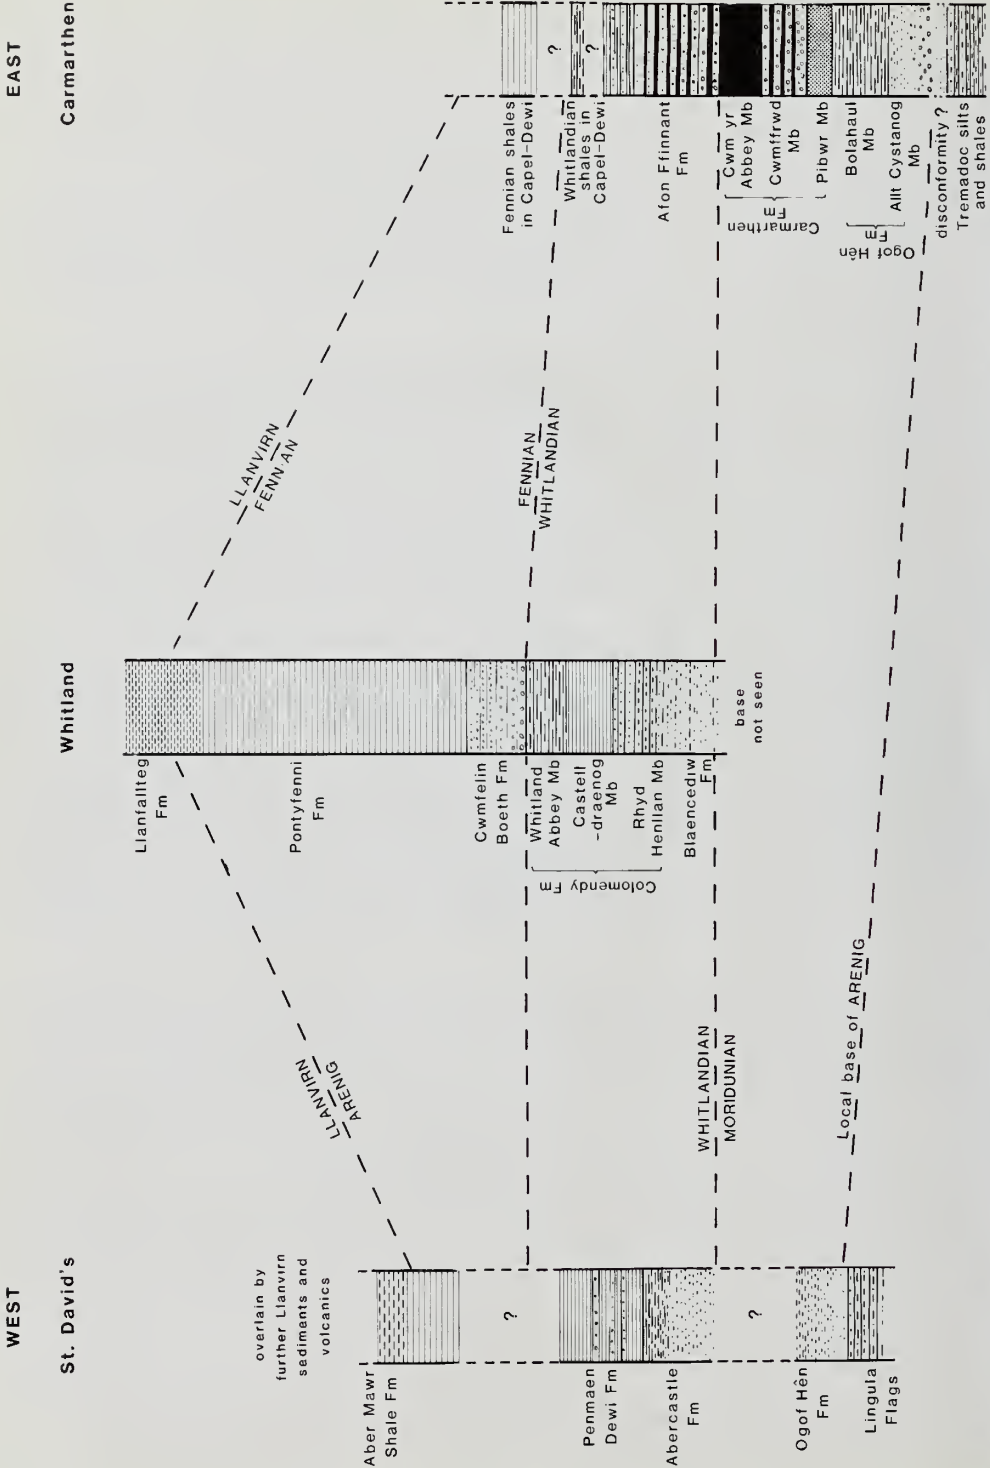 WEST
EAST
St. David's
Whitland
Carmarthen
overlain by
further Llanvirn
sediments and
volcanics
Aber Mawr
Shale Fm
?
Penmaen
Dewi Fm
Abercastle
Fm
?
Ogof Hên
Fm
Lingula
Flags
LLANVIRN
ARENIG
WHITLANDIAN
MORIDUNIAN
Local base of ARENIG
Llanfallteg
Fm
Pontyfenni
Fm
Cwmfelin
Boeth Fm
Whitland
Abbey Mb
Castell
-draenog
Mb
Rhyd
Henllan Mb
Colomendy Fm
Blaencediw
Fm
base
not seen
LLANVIRN
FENNIAN
FENNIAN
WHITLANDIAN
Fennian shales
in Capel-Dewi
?
Whitlandian
shales in
Capel-Dewi
?
Afon Ffinnant
Fm
Cwm yr
Abbey Mb
Cwmffrwd
Mb
Pibwr Mb
Carmarthen
Fm
Bolahaul
Mb
Allt Cystanog
Mb
Ogof Hên
Fm
disconformity?
Tremadoc silts
and shales